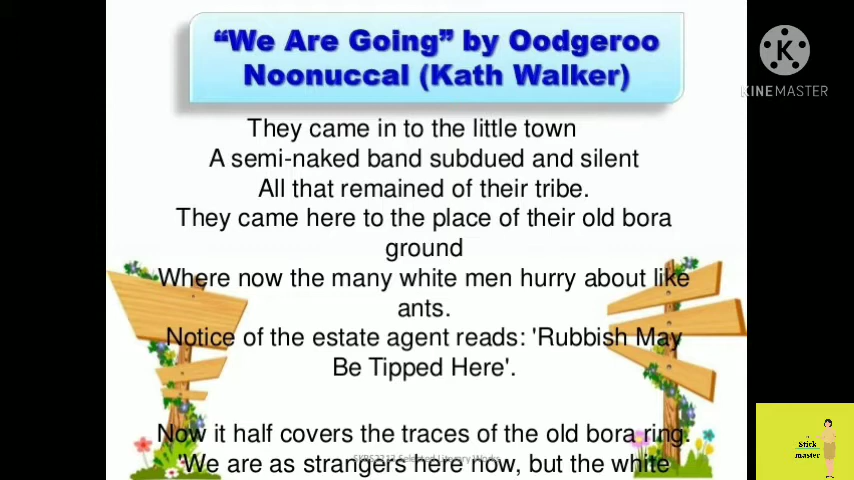 “We Are Going” by Oodgeroo
Noonuccal (Kath Walker)
KINEMASTER
They came in to the little town
A semi-naked band subdued and silent
All that remained of their tribe.
They came here to the place of their old bora
ground
Where now the many white men hurry about like
ants.
Notice of the estate agent reads: 'Rubbish May
Be Tipped Here'.
Now it half covers the traces of the old bora ring.
'We are as strangers here now, but the white
Stick
master